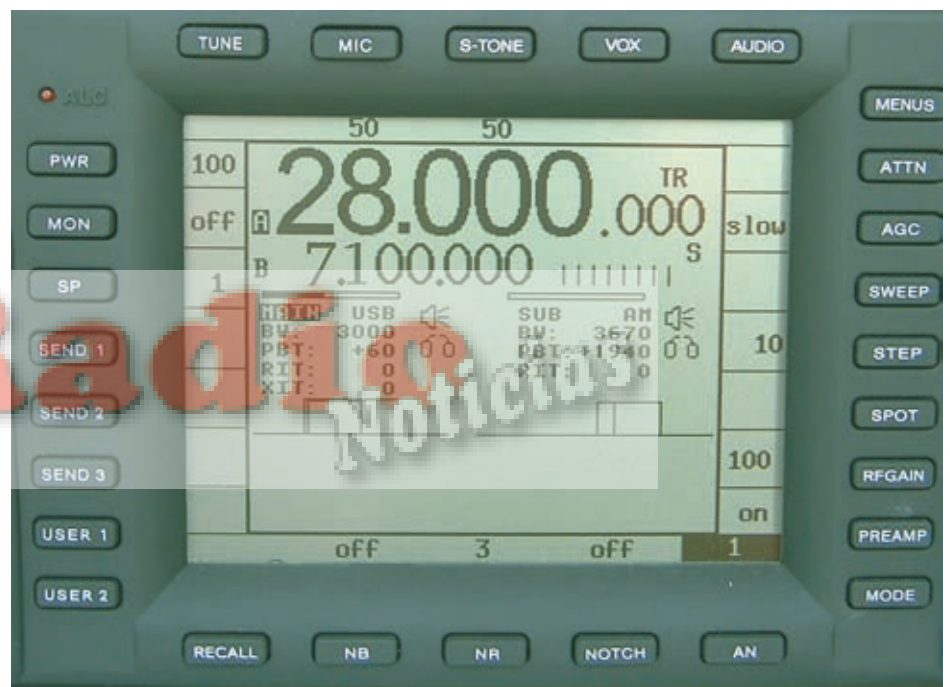 TUNE MIC S-TONE VOX AUDIO
ALC
MENUS
50 50
PWR 100 28.000.000 TR ATTN
MON off A slow AGC
B 7.100.000 S
SP 1 SWEEP
MAIN USB SUB AM
BW: 3000 BW: 3670
SEND 1 PBT: +60 PBT: +1940 10 STEP
RIT: 0 RIT: 0
XIT: 0
Radio
Noticias
SEND 2 SPOT
SEND 3 100 RFGAIN
on
USER 1 PREAMP
off 3 off 1
USER 2 MODE
RECALL NB NR NOTCH AN